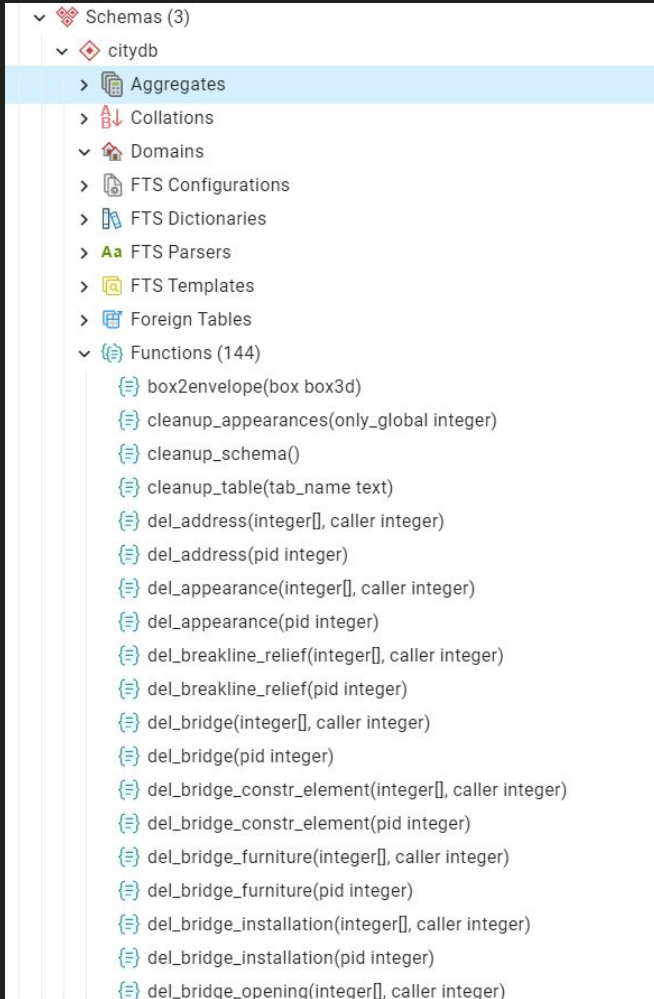 Schemas (3)
citydb
Aggregates
Collations
Domains
FTS Configurations
FTS Dictionaries
Aa FTS Parsers
FTS Templates
Foreign Tables
Functions (144)
box2envelope(box box3d)
cleanup_appearances(only_global integer)
cleanup_schema()
cleanup_table(tab_name text)
del_address(integer[], caller integer)
del_address(pid integer)
del_appearance(integer[], caller integer)
del_appearance(pid integer)
del_breakline_relief(integer[], caller integer)
del_breakline_relief(pid integer)
del_bridge(integer[], caller integer)
del_bridge(pid integer)
del_bridge_constr_element(integer[], caller integer)
del_bridge_constr_element(pid integer)
del_bridge_furniture(integer[], caller integer)
del_bridge_furniture(pid integer)
del_bridge_installation(integer[], caller integer)
del_bridge_installation(pid integer)
del_bridge_opening(integer[], caller integer)